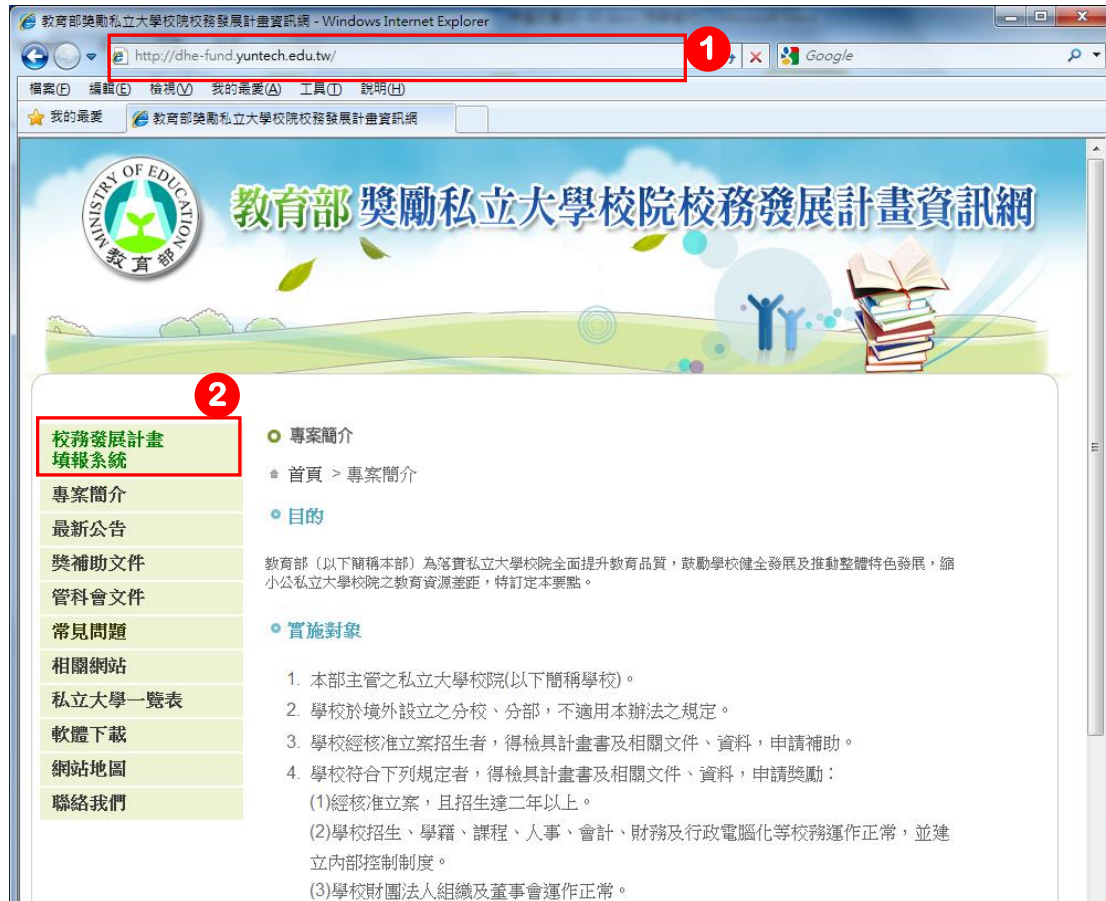 教育部獎勵私立大學校院校務發展計畫資訊網 - Windows Internet Explorer
http://dhe-fund.yuntech.edu.tw/
1
Google
檔案(F) 編輯(E) 檢視(V) 我的最愛(A) 工具(T) 說明(H)
我的最愛 教育部獎勵私立大學校院校務發展計畫資訊網
MINISTRY OF EDUCATION
教育部
教育部 獎勵私立大學校院校務發展計畫資訊網
2
校務發展計畫
填報系統
專案簡介
最新公告
獎補助文件
管科會文件
常見問題
相關網站
私立大學一覽表
軟體下載
網站地圖
聯絡我們
專案簡介
首頁 > 專案簡介
目的
教育部（以下簡稱本部）為落實私立大學校院全面提升教育品質，鼓勵學校健全發展及推動整體特色發展，縮
小公私立大學校院之教育資源差距，特訂定本要點。
實施對象
1. 本部主管之私立大學校院(以下簡稱學校)。
2. 學校於境外設立之分校、分部，不適用本辦法之規定。
3. 學校經核准立案招生者，得檢具計畫書及相關文件、資料，申請補助。
4. 學校符合下列規定者，得檢具計畫書及相關文件、資料，申請獎勵：
(1)經核准立案，且招生達二年以上。
(2)學校招生、學籍、課程、人事、會計、財務及行政電腦化等校務運作正常，並建
立內部控制制度。
(3)學校財團法人組織及董事會運作正常。